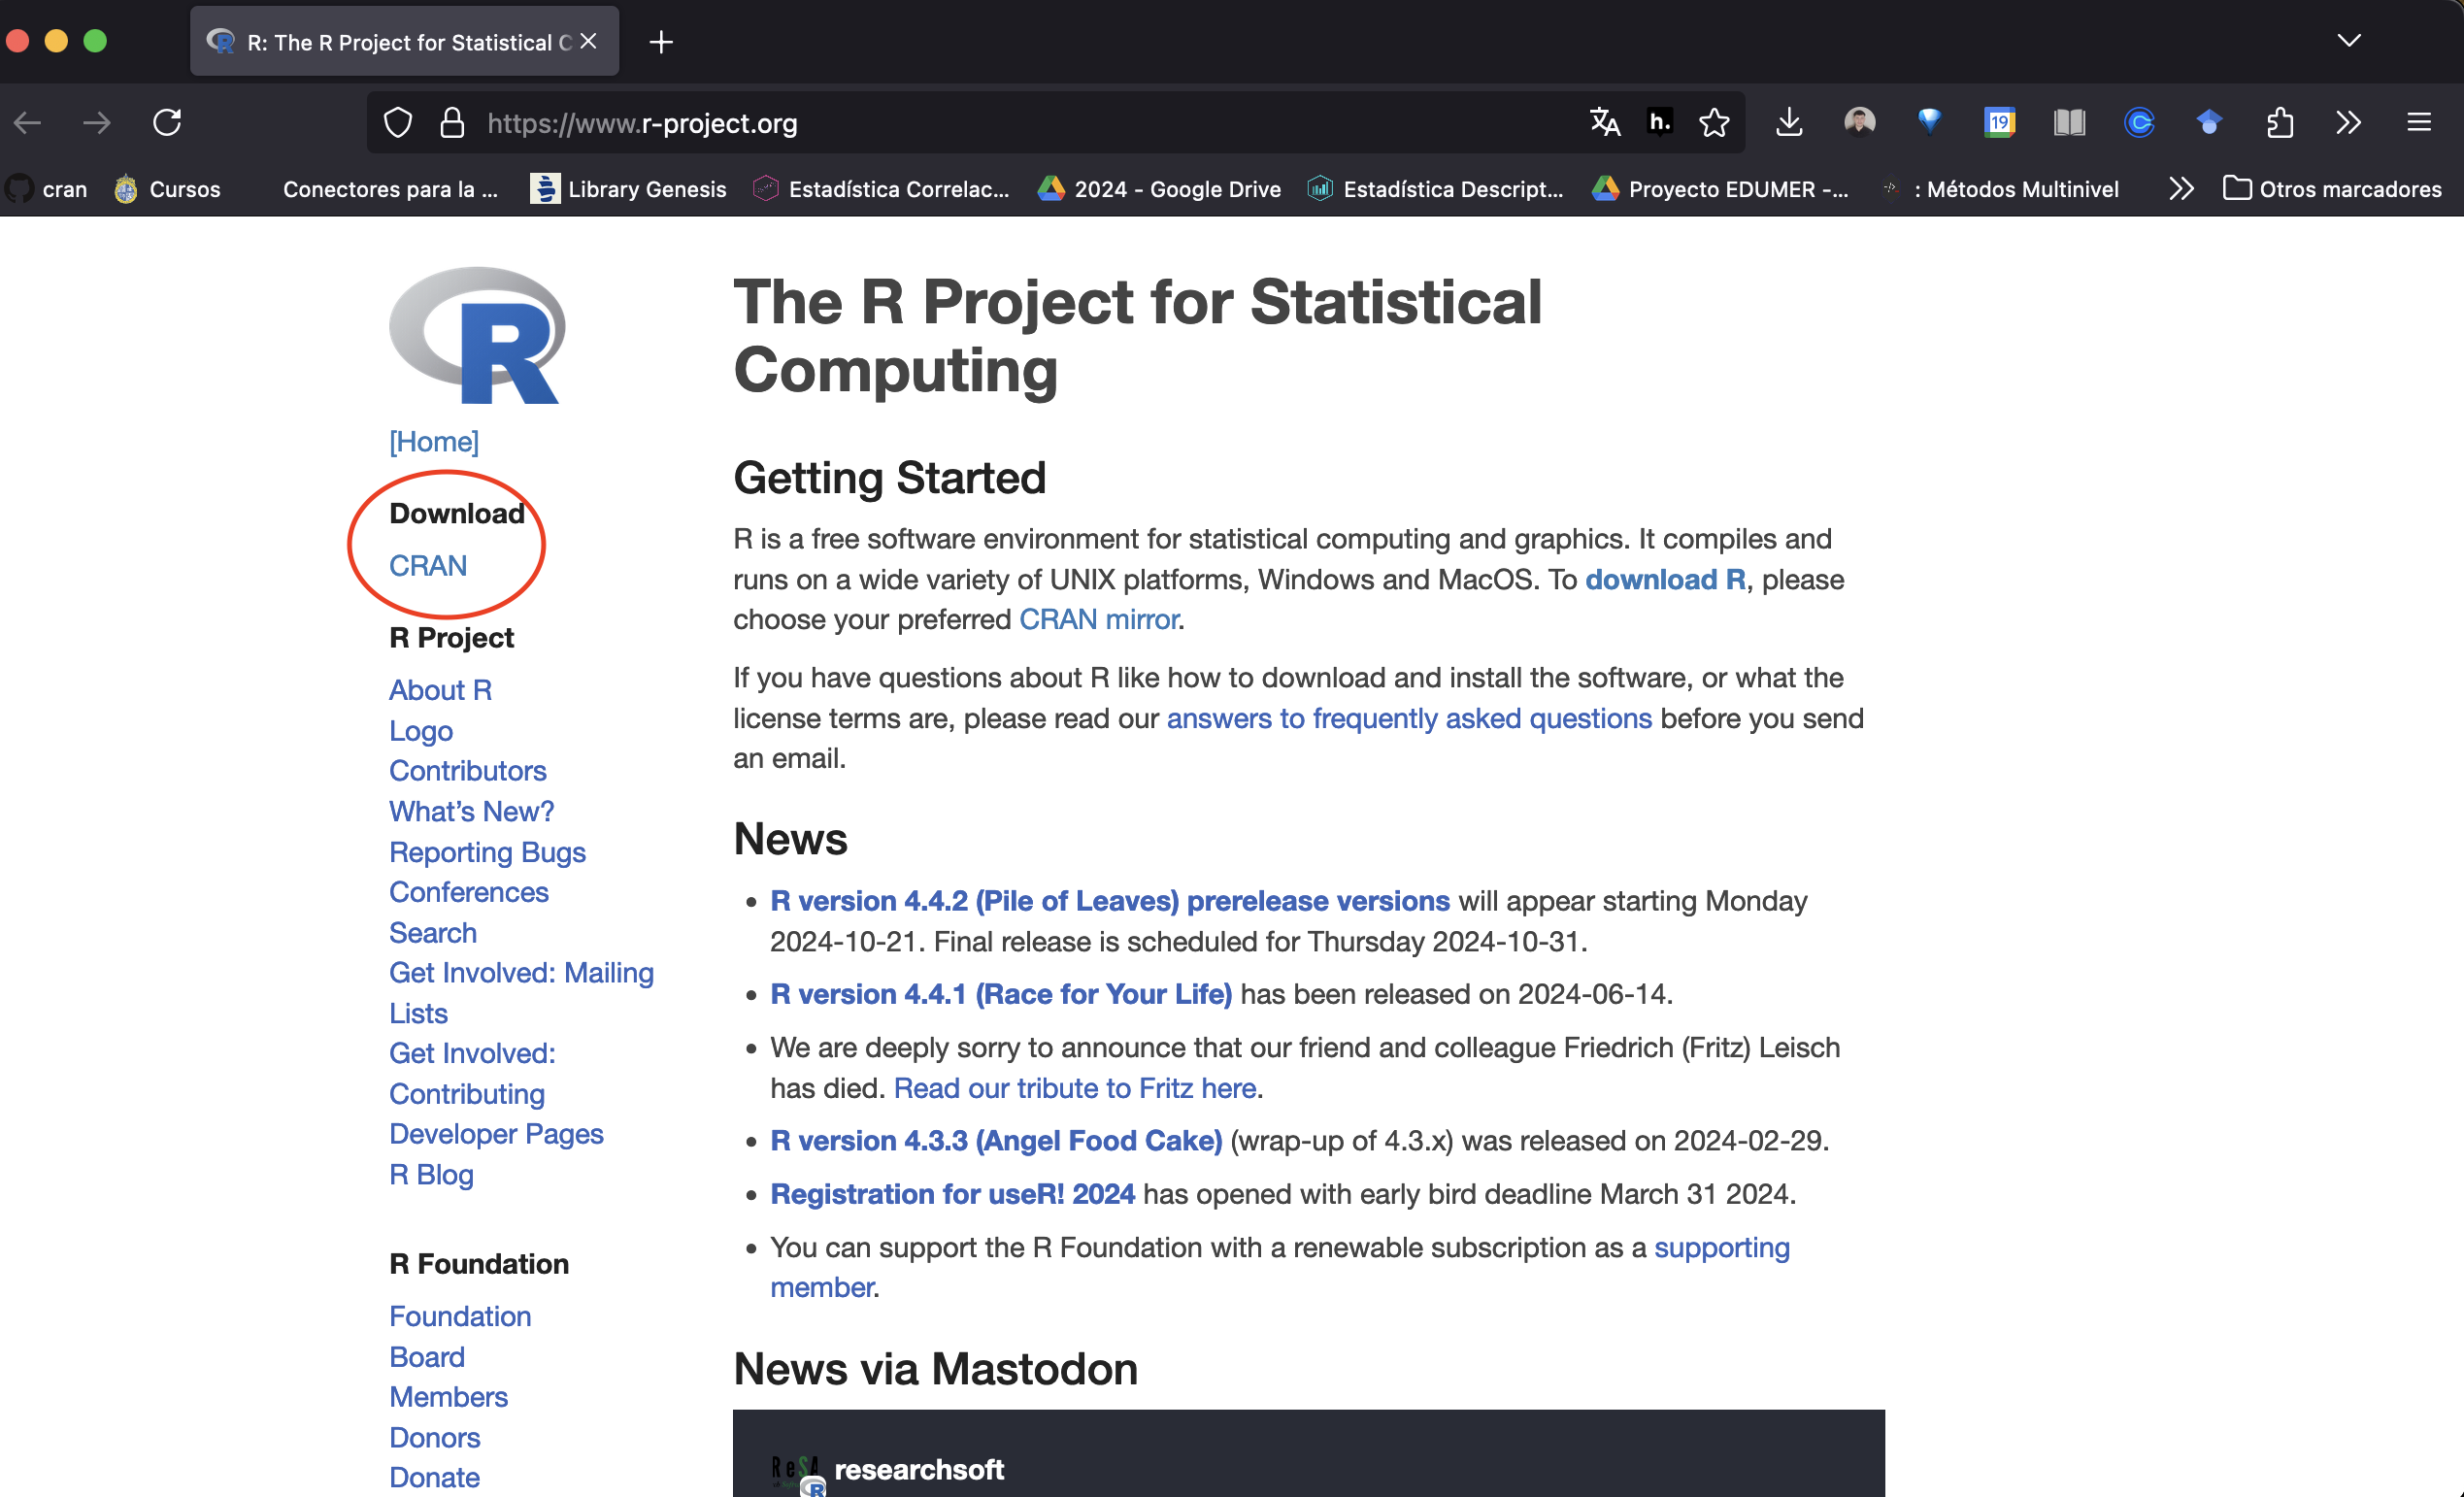 R: The R Project for Statistical C
https://www.r-project.org
h.
19
cran
Cursos
Conectores para la ...
Library Genesis
Estadística Correlac...
2024 - Google Drive
Estadística Descript...
Proyecto EDUMER -...
: Métodos Multinivel
Otros marcadores
R
[Home]
Download
CRAN
R Project
About R
Logo
Contributors
What’s New?
Reporting Bugs
Conferences
Search
Get Involved: Mailing
Lists
Get Involved:
Contributing
Developer Pages
R Blog
R Foundation
Foundation
Board
Members
Donors
Donate
The R Project for Statistical
Computing
Getting Started
R is a free software environment for statistical computing and graphics. It compiles and
runs on a wide variety of UNIX platforms, Windows and MacOS. To download R, please
choose your preferred CRAN mirror.
If you have questions about R like how to download and install the software, or what the
license terms are, please read our answers to frequently asked questions before you send
an email.
News
R version 4.4.2 (Pile of Leaves) prerelease versions will appear starting Monday
2024-10-21. Final release is scheduled for Thursday 2024-10-31.
R version 4.4.1 (Race for Your Life) has been released on 2024-06-14.
We are deeply sorry to announce that our friend and colleague Friedrich (Fritz) Leisch
has died. Read our tribute to Fritz here.
R version 4.3.3 (Angel Food Cake) (wrap-up of 4.3.x) was released on 2024-02-29.
Registration for useR! 2024 has opened with early bird deadline March 31 2024.
You can support the R Foundation with a renewable subscription as a supporting
member.
News via Mastodon
ReSA
R
researchsoft